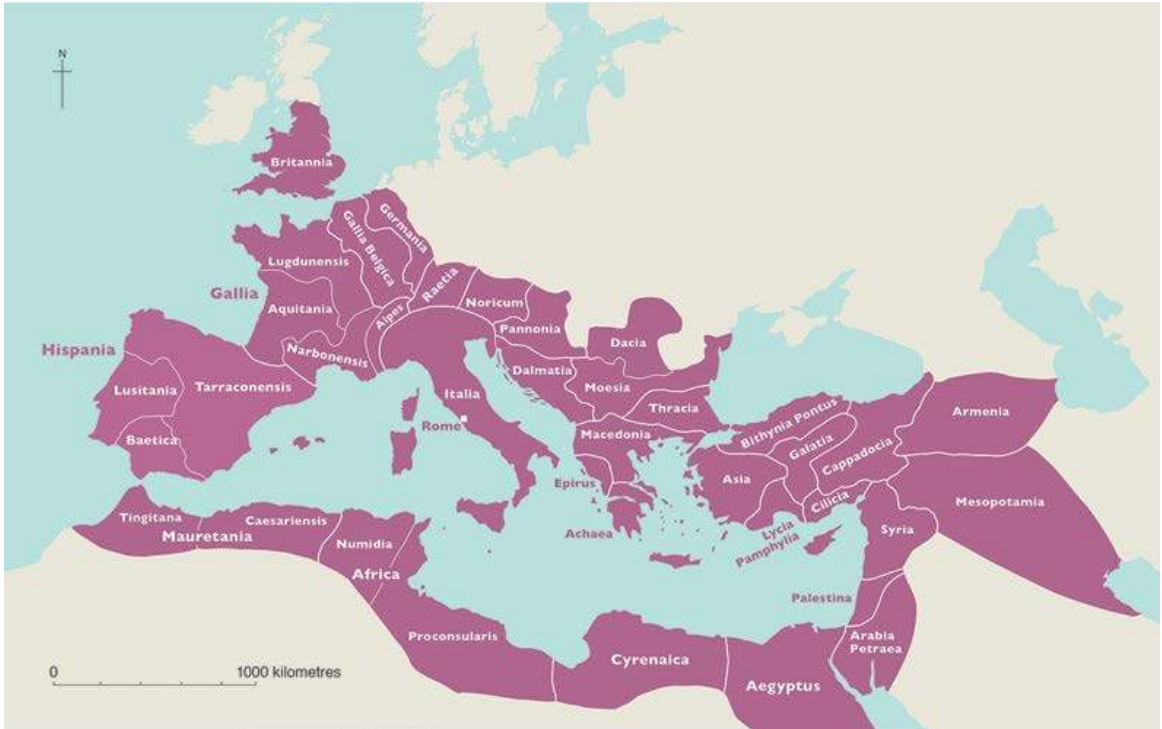 N
Britannia
Germania
Gallia Belgica
Lugdunensis
Gallia
Aquitania
Alpes
Raetia
Noricum
Pannonia
Narbonensis
Dacia
Hispania
Lusitania
Tarraconensis
Baetica
Italia
Rome
Dalmatia
Moesia
Thracia
Macedonia
Epirus
Achaea
Bithynia Pontus
Galatia
Cappadocia
Asia
Cilicia
Lycia
Pamphylia
Armenia
Mesopotamia
Syria
Palestina
Arabia
Petraea
Tingitana
Caesariensis
Mauretania
Numidia
Africa
Proconsularis
Cyrenaica
Aegyptus
0
1000 kilometres